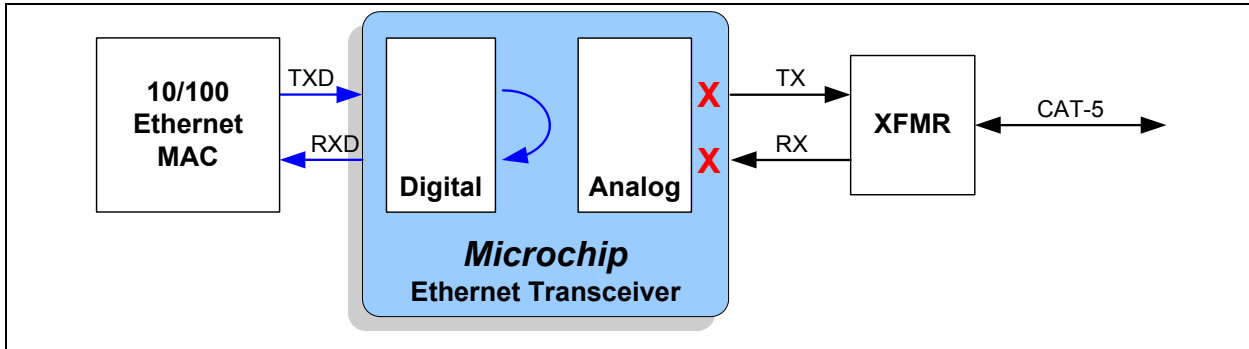 10/100
Ethernet
MAC
TXD
RXD
Digital
Analog
X
X
Microchip
Ethernet Transceiver
TX
RX
XFMR
CAT-5